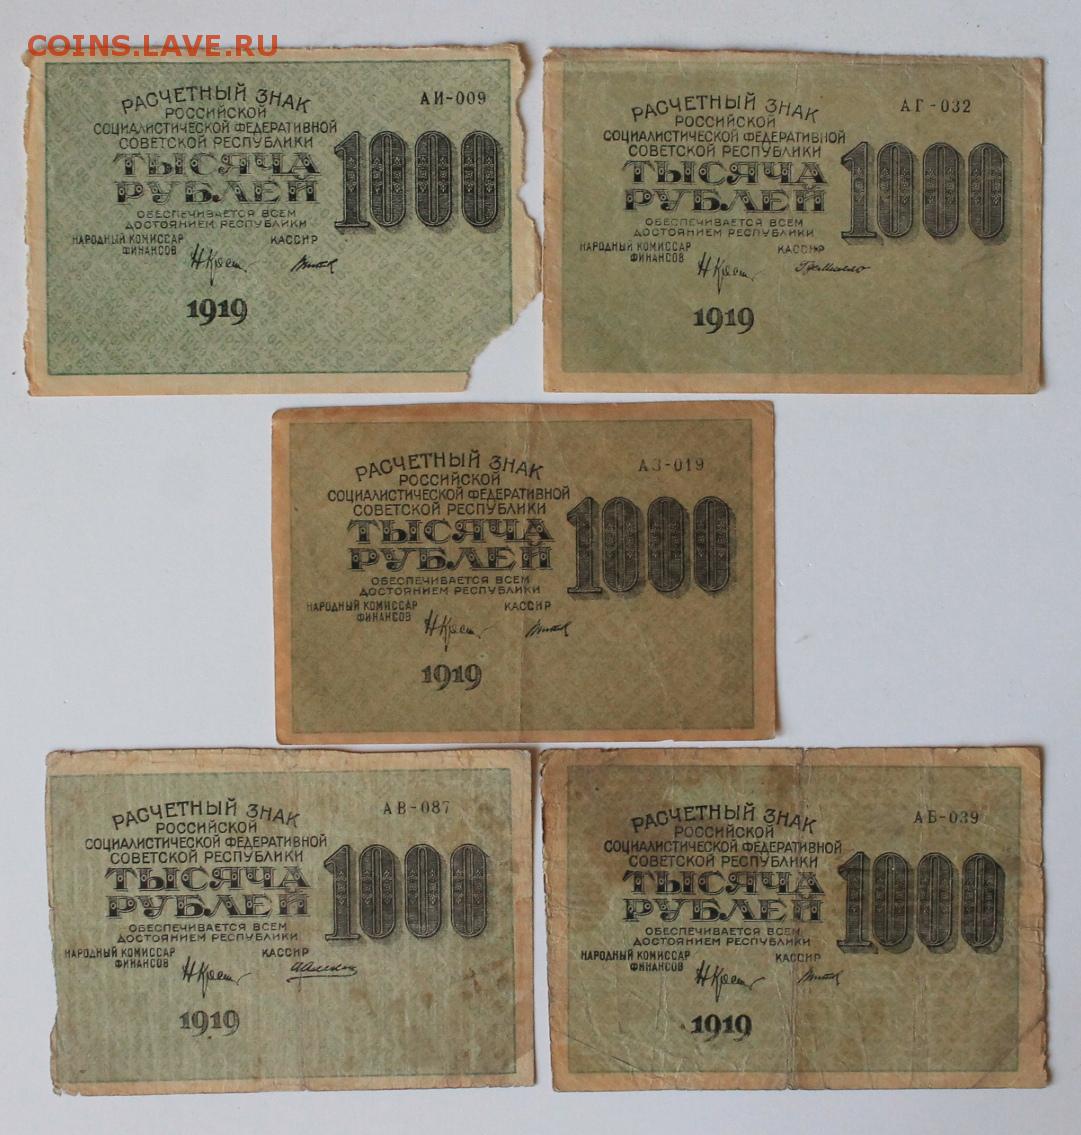 COINS.LAVE.RU
РАСЧЕТНЫЙ ЗНАК
АИ-009
РОССИЙСКОЙ
СОЦИАЛИСТИЧЕСКОЙ ФЕДЕРАТИВНОЙ
СОВЕТСКОЙ РЕСПУБЛИКИ
ТЫСЯЧА
РУБЛЕЙ
1000
ОБЕСПЕЧИВАЕТСЯ ВСЕМ
ДОСТОЯНИЕМ РЕСПУБЛИКИ
НАРОДНЫЙ КОМИССАР
ФИНАНСОВ
КАССИР
1919
РАСЧЕТНЫЙ ЗНАК
АГ-032
РОССИЙСКОЙ
СОЦИАЛИСТИЧЕСКОЙ ФЕДЕРАТИВНОЙ
СОВЕТСКОЙ РЕСПУБЛИКИ
ТЫСЯЧА
РУБЛЕЙ
1000
ОБЕСПЕЧИВАЕТСЯ ВСЕМ
ДОСТОЯНИЕМ РЕСПУБЛИКИ
НАРОДНЫЙ КОМИССАР
ФИНАНСОВ
КАССИР
1919
РАСЧЕТНЫЙ ЗНАК
АЗ-019
РОССИЙСКОЙ
СОЦИАЛИСТИЧЕСКОЙ ФЕДЕРАТИВНОЙ
СОВЕТСКОЙ РЕСПУБЛИКИ
ТЫСЯЧА
РУБЛЕЙ
1000
ОБЕСПЕЧИВАЕТСЯ ВСЕМ
ДОСТОЯНИЕМ РЕСПУБЛИКИ
НАРОДНЫЙ КОМИССАР
ФИНАНСОВ
КАССИР
1919
РАСЧЕТНЫЙ ЗНАК
АВ-087
РОССИЙСКОЙ
СОЦИАЛИСТИЧЕСКОЙ ФЕДЕРАТИВНОЙ
СОВЕТСКОЙ РЕСПУБЛИКИ
ТЫСЯЧА
РУБЛЕЙ
1000
ОБЕСПЕЧИВАЕТСЯ ВСЕМ
ДОСТОЯНИЕМ РЕСПУБЛИКИ
НАРОДНЫЙ КОМИССАР
ФИНАНСОВ
КАССИР
1919
РАСЧЕТНЫЙ ЗНАК
АБ-039
РОССИЙСКОЙ
СОЦИАЛИСТИЧЕСКОЙ ФЕДЕРАТИВНОЙ
СОВЕТСКОЙ РЕСПУБЛИКИ
ТЫСЯЧА
РУБЛЕЙ
1000
ОБЕСПЕЧИВАЕТСЯ ВСЕМ
ДОСТОЯНИЕМ РЕСПУБЛИКИ
НАРОДНЫЙ КОМИССАР
ФИНАНСОВ
КАССИР
1919